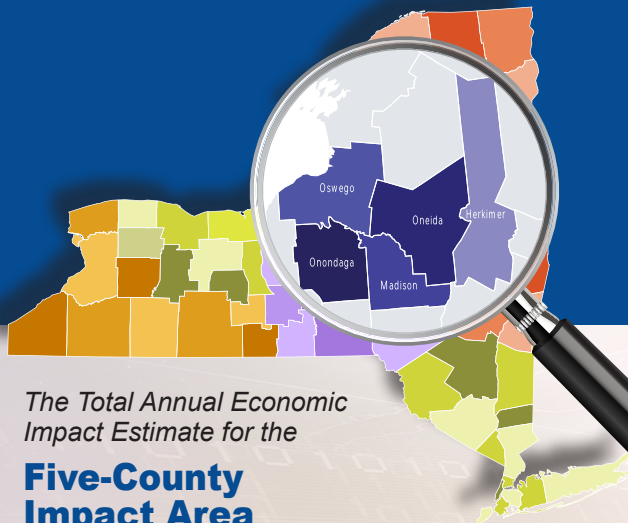 Oswego
Oneida
Herkimer
Onondaga
Madison
The Total Annual Economic
Impact Estimate for the
Five-County
Impact Area